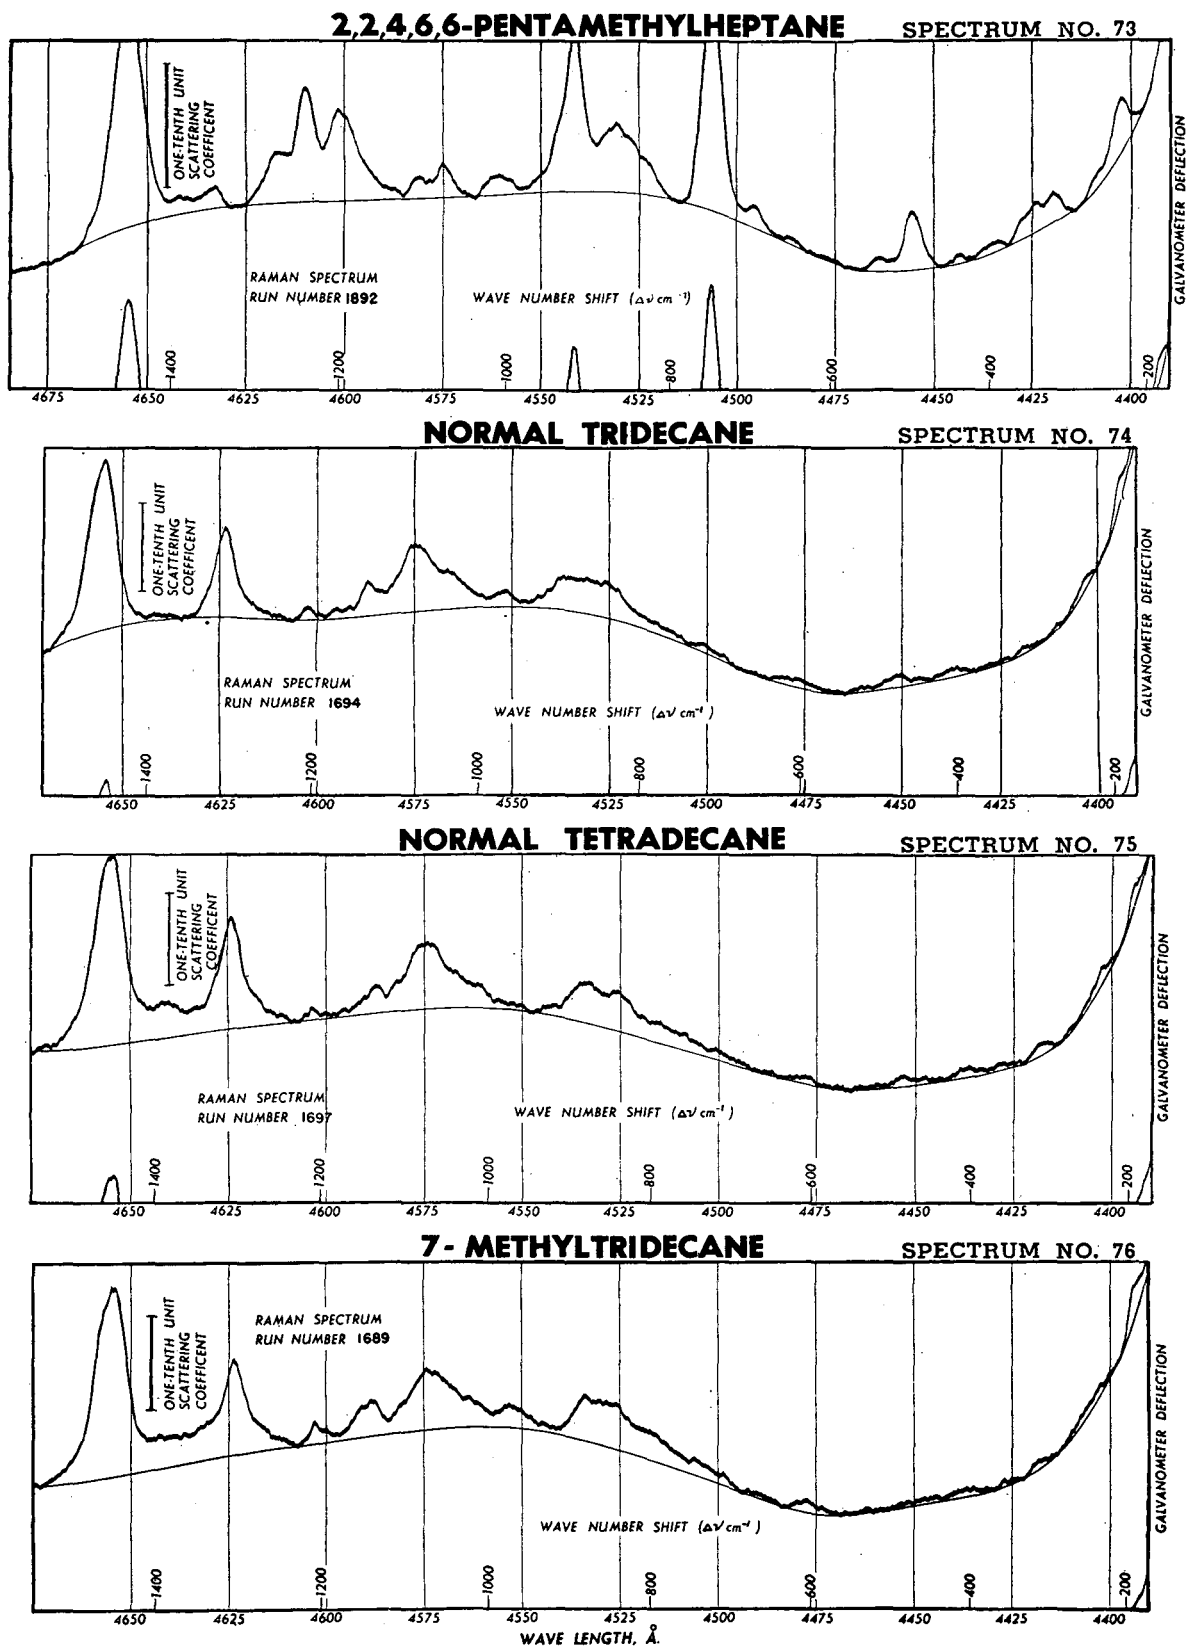 2,2,4,6,6-PENTAMETHYLHEPTANE SPECTRUM NO. 73
ONE-TENTH UNIT
SCATTERING
COEFFICENT
RAMAN SPECTRUM
RUN NUMBER 1892
WAVE NUMBER SHIFT (Δν cm⁻¹)
GALVANOMETER DEFLECTION
1400 1200 1000 800 600 400 200
4675 4650 4625 4600 4575 4550 4525 4500 4475 4450 4425 4400
NORMAL TRIDECANE SPECTRUM NO. 74
ONE-TENTH UNIT
SCATTERING
COEFFICENT
RAMAN SPECTRUM
RUN NUMBER 1694
WAVE NUMBER SHIFT (Δν cm⁻¹)
GALVANOMETER DEFLECTION
1400 1200 1000 800 600 400 200
4650 4625 4600 4575 4550 4525 4500 4475 4450 4425 4400
NORMAL TETRADECANE SPECTRUM NO. 75
ONE-TENTH UNIT
SCATTERING
COEFFICENT
RAMAN SPECTRUM
RUN NUMBER 1697
WAVE NUMBER SHIFT (Δν cm⁻¹)
GALVANOMETER DEFLECTION
1400 1200 1000 800 600 400 200
4650 4625 4600 4575 4550 4525 4500 4475 4450 4425 4400
7- METHYLTRIDECANE SPECTRUM NO. 76
ONE-TENTH UNIT
SCATTERING
COEFFICENT
RAMAN SPECTRUM
RUN NUMBER 1689
WAVE NUMBER SHIFT (Δν cm⁻¹)
GALVANOMETER DEFLECTION
1400 1200 1000 800 600 400 200
4650 4625 4600 4575 4550 4525 4500 4475 4450 4425 4400
WAVE LENGTH, Å.